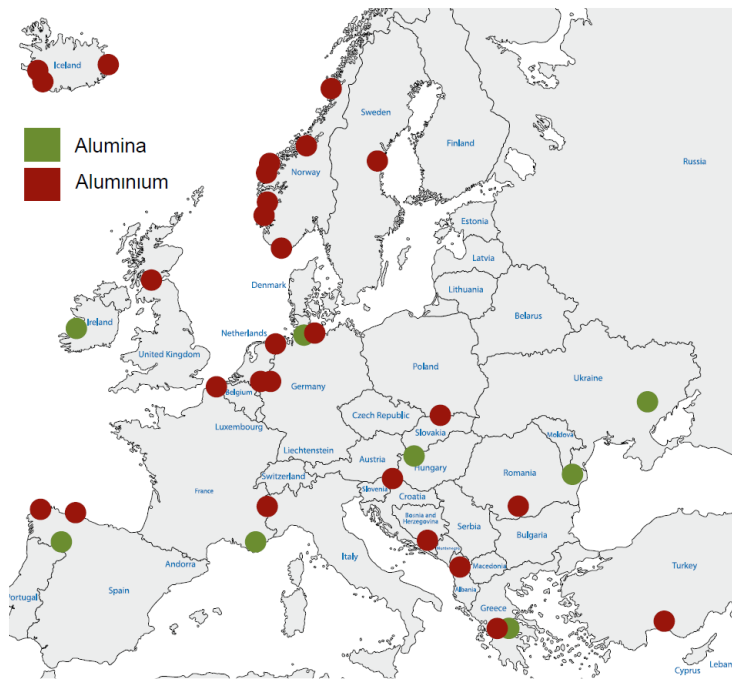 Iceland
Alumina
Aluminium
Sweden
Finland
Norway
Russia
Estonia
Latvia
Denmark
Lithuania
Ireland
Belarus
Netherlands
United Kingdom
Poland
Germany
Ukraine
Belgium
Czech Republic
Luxembourg
Slovakia
Moldova
Liechtenstein
Austria
Hungary
Switzerland
Romania
Slovenia
France
Croatia
Bosnia and
Herzegovina
Serbia
Bulgaria
Italy
Andorra
Macedonia
Turkey
Spain
Albania
Portugal
Greece
Cyprus
Leban